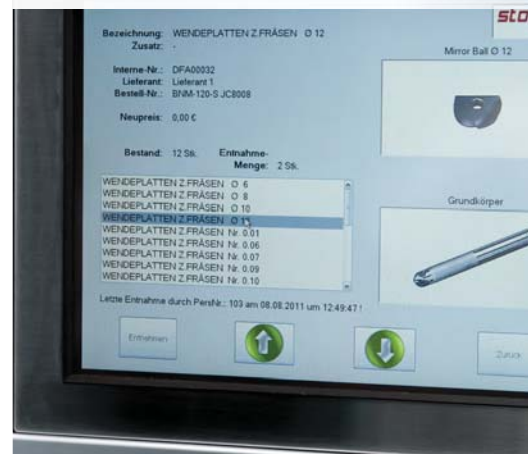 sto
Bezeichnung: WENDEPLATTEN Z.FRÄSEN O 12
Zusatz: -
Mirror Ball O 12
Interne-Nr.: DFA00032
Lieferant: Lieferant 1
Bestell-Nr.: BNM-120-S JC8008
Neupreis: 0,00 €
Bestand: 12 Stk. Entnahme-
Menge: 2 Stk.
WENDEPLATTEN Z.FRÄSEN O 6
WENDEPLATTEN Z.FRÄSEN O 8
WENDEPLATTEN Z.FRÄSEN O 10
WENDEPLATTEN Z.FRÄSEN O 12
WENDEPLATTEN Z.FRÄSEN Nr. 0.01
WENDEPLATTEN Z.FRÄSEN Nr. 0.06
WENDEPLATTEN Z.FRÄSEN Nr. 0.07
WENDEPLATTEN Z.FRÄSEN Nr. 0.09
WENDEPLATTEN Z.FRÄSEN Nr. 0.10
Grundkörper
Letzte Entnahme durch PersNr.: 103 am 08.08.2011 um 12:49:47 !
Entnehmen
Zurück